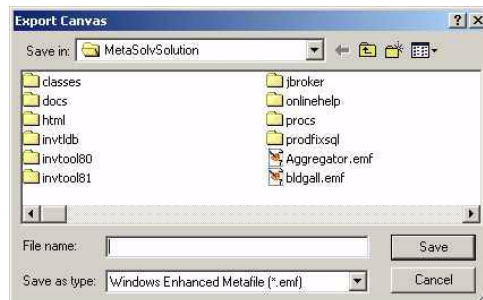 Export Canvas
Save in: MetaSolvSolution
classes
docs
html
invtldb
invtool80
invtool81
jbroker
onlinehelp
procs
prodfixsql
Aggregator.emf
bldgall.emf
File name:
Save
Save as type: Windows Enhanced Metafile (*.emf)
Cancel